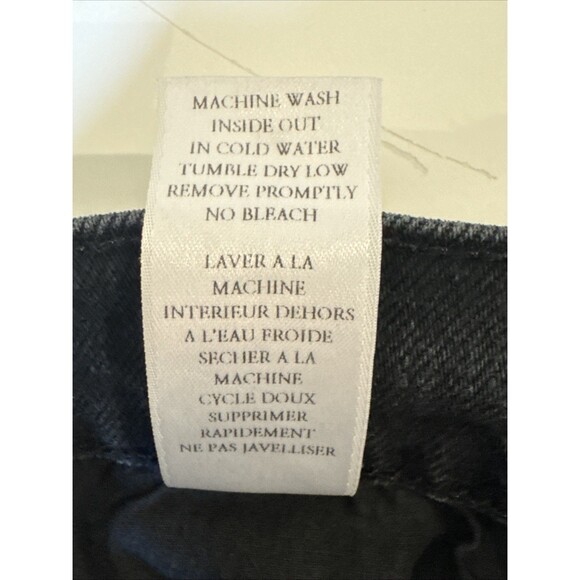 MACHINE WASH
INSIDE OUT
IN COLD WATER
TUMBLE DRY LOW
REMOVE PROMPTLY
NO BLEACH
LAVER A LA
MACHINE
INTERIEUR DEHORS
A L'EAU FROIDE
SECHER A LA
MACHINE
CYCLE DOUX
SUPPRIMER
RAPIDEMENT
NE PAS JAVELLISER